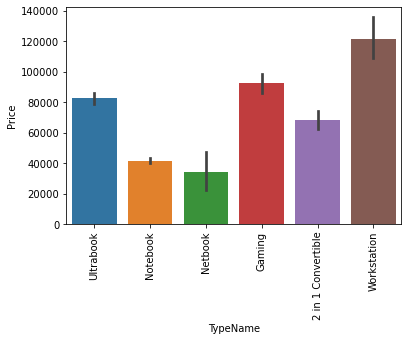 140000
120000
100000
80000
60000
40000
20000
0
Price
Ultrabook
Notebook
Netbook
Gaming
2 in 1 Convertible
Workstation
TypeName